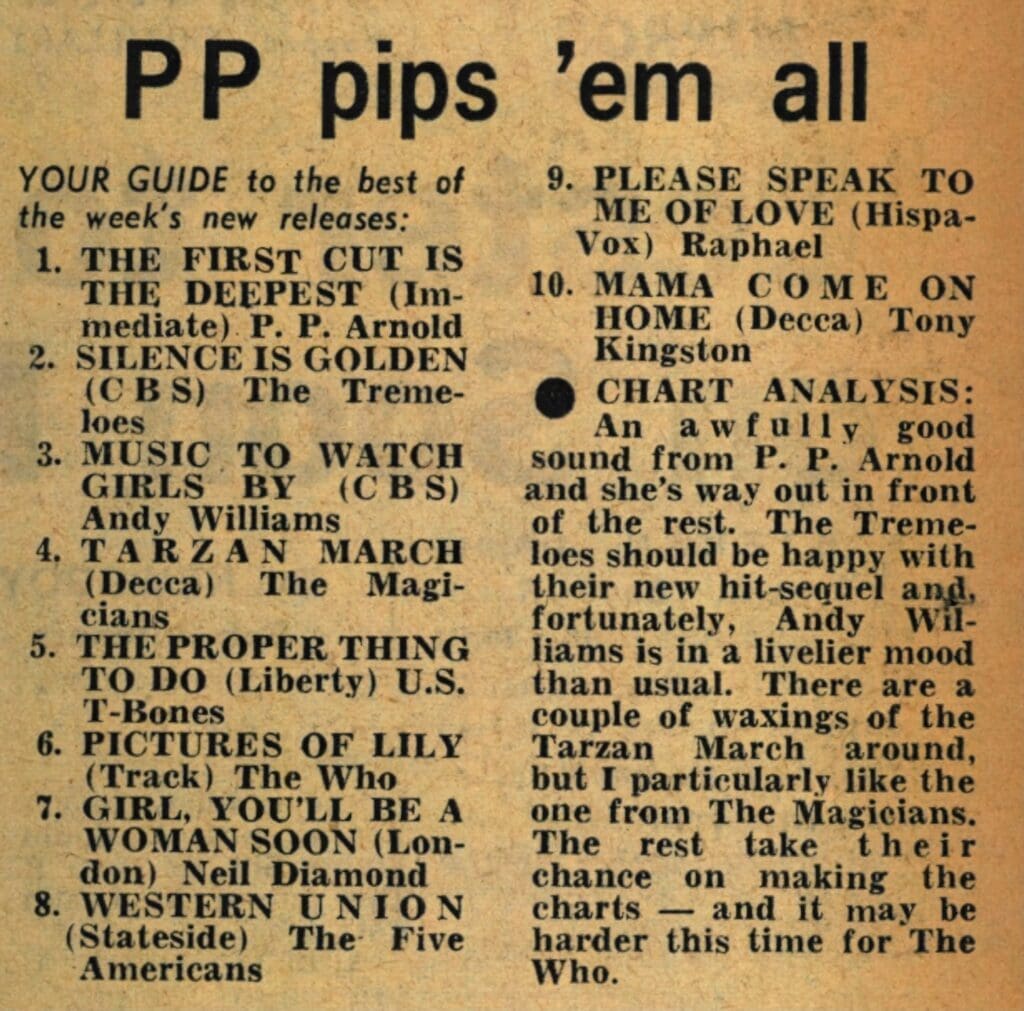 PP pips 'em all
YOUR GUIDE to the best of
the week's new releases:
1. THE FIRST CUT IS
THE DEEPEST (Im-
mediate) P. P. Arnold
2. SILENCE IS GOLDEN
(CBS) The Treme-
loes
3. MUSIC TO WATCH
GIRLS BY (CBS)
Andy Williams
4. TARZAN MARCH
(Decca) The Magi-
cians
5. THE PROPER THING
TO DO (Liberty) U.S.
T-Bones
6. PICTURES OF LILY
(Track) The Who
7. GIRL, YOU'LL BE A
WOMAN SOON (Lon-
don) Neil Diamond
8. WESTERN UNION
(Stateside) The Five
Americans
9. PLEASE SPEAK TO
ME OF LOVE (Hispa-
Vox) Raphael
10. MAMA COME ON
HOME (Decca) Tony
Kingston
● CHART ANALYSIS:
An awfully good
sound from P. P. Arnold
and she's way out in front
of the rest. The Treme-
loes should be happy with
their new hit-sequel and,
fortunately, Andy Wil-
liams is in a livelier mood
than usual. There are a
couple of waxings of the
Tarzan March around,
but I particularly like the
one from The Magicians.
The rest take their
chance on making the
charts — and it may be
harder this time for The
Who.